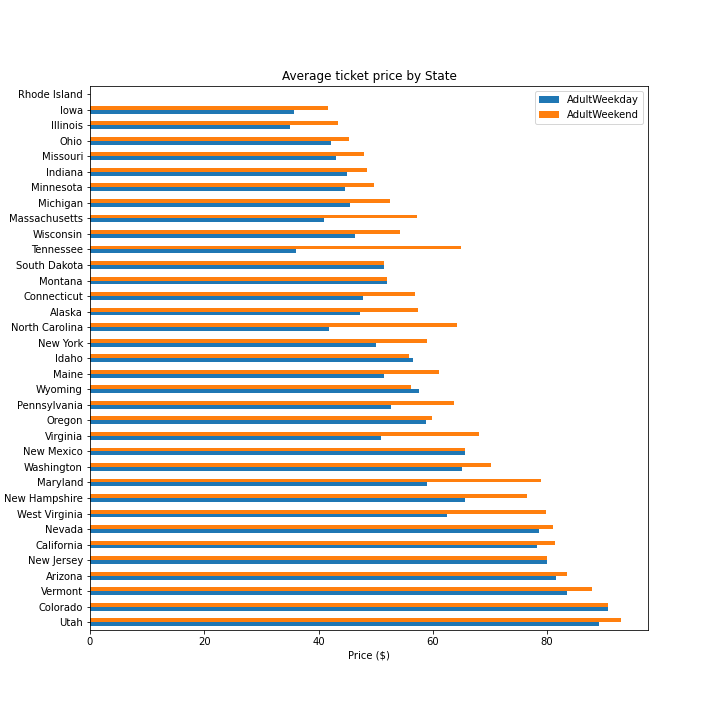 Average ticket price by State
AdultWeekday
AdultWeekend
Rhode Island
Iowa
Illinois
Ohio
Missouri
Indiana
Minnesota
Michigan
Massachusetts
Wisconsin
Tennessee
South Dakota
Montana
Connecticut
Alaska
North Carolina
New York
Idaho
Maine
Wyoming
Pennsylvania
Oregon
Virginia
New Mexico
Washington
Maryland
New Hampshire
West Virginia
Nevada
California
New Jersey
Arizona
Vermont
Colorado
Utah
0 20 40 60 80
Price ($)